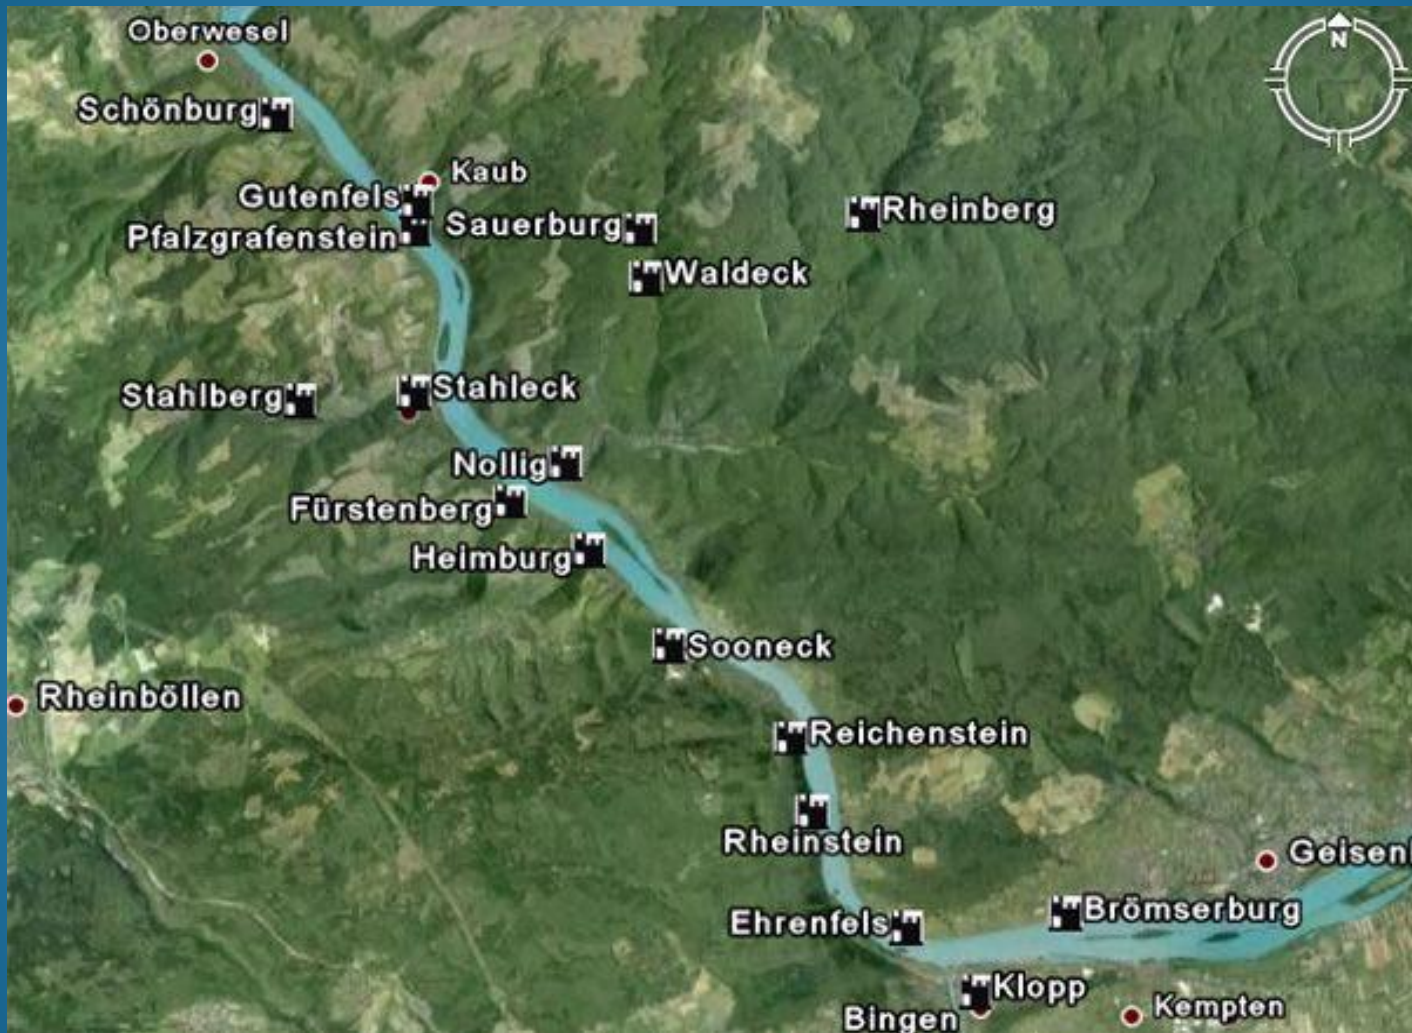 Oberwesel
N
Schönburg
Kaub
Gutenfels
Rheinberg
Sauerburg
Pfalzgrafenstein
Waldeck
Stahleck
Stahlberg
Nollig
Fürstenberg
Heimburg
Sooneck
Rheinböllen
Reichenstein
Rheinstein
Geisenh
Brömserburg
Ehrenfels
Klopp
Kempten
Bingen